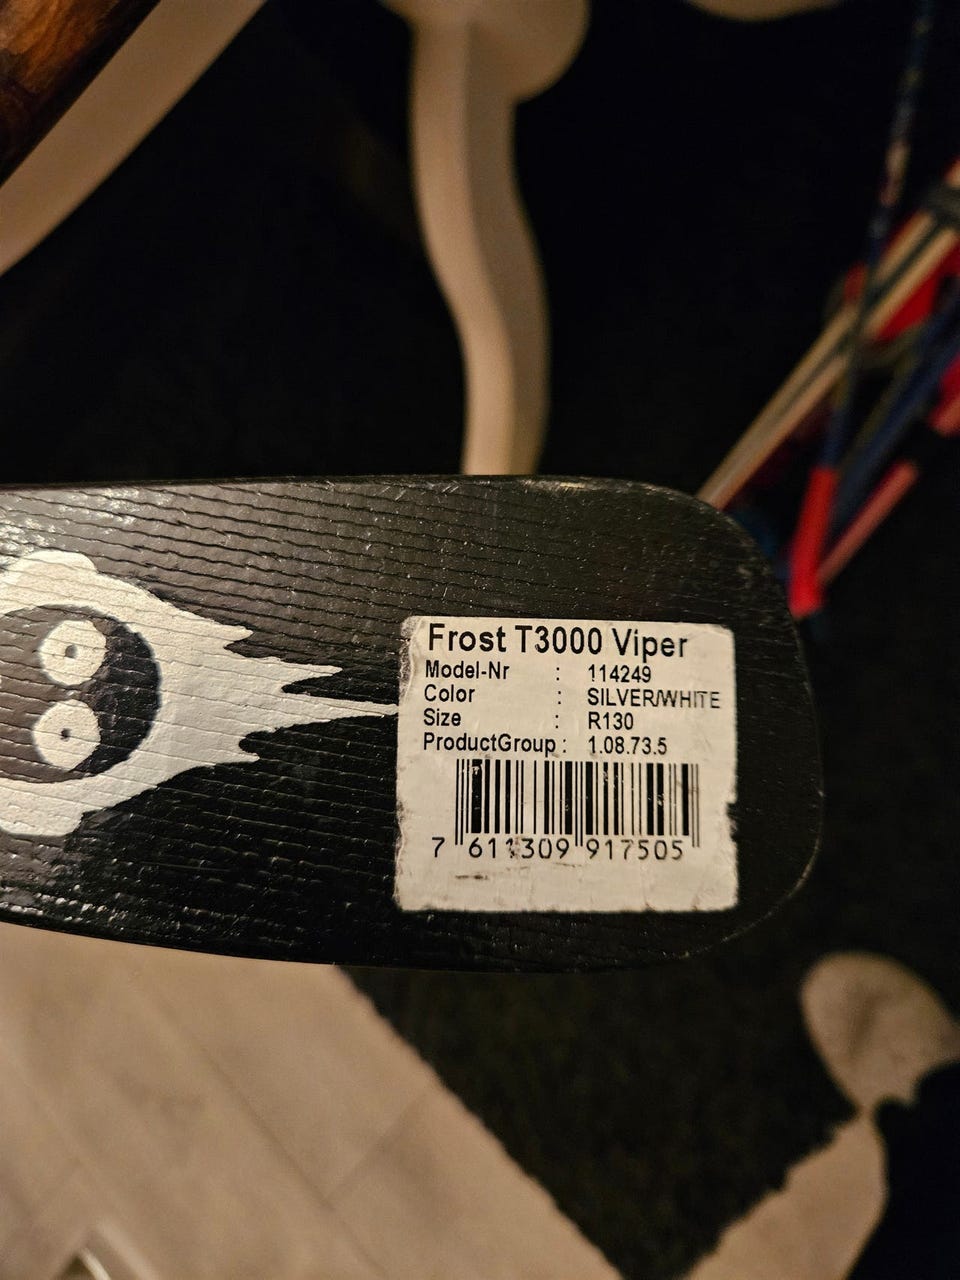 Frost T3000 Viper
Model-Nr : 114249
Color : SILVER/WHITE
Size : R130
ProductGroup : 1.08.73.5
7 611309 917505